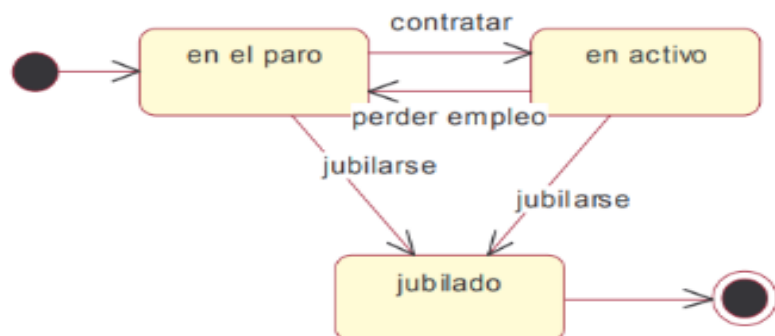 contratar
en el paro
en activo
perder empleo
jubilarse
jubilarse
jubilado